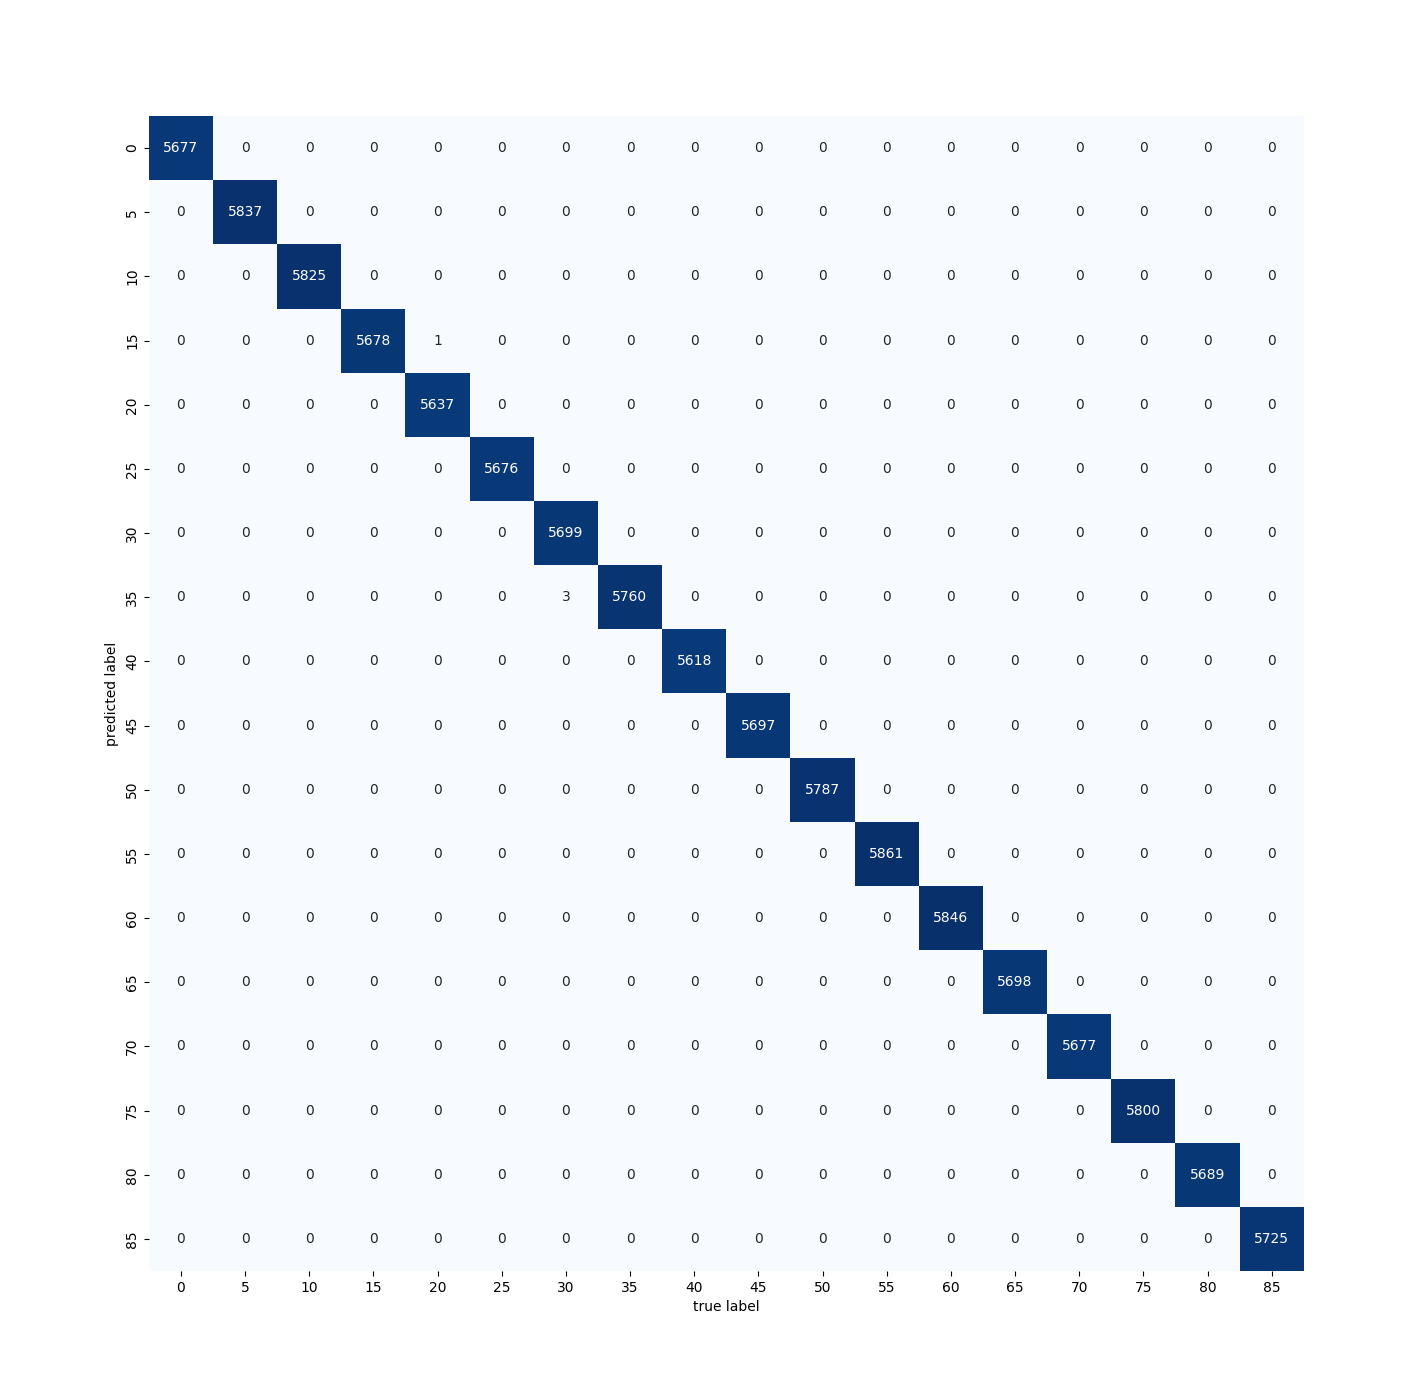 0 5677 0 0 0 0 0 0 0 0 0 0 0 0 0 0 0 0 0
5 0 5837 0 0 0 0 0 0 0 0 0 0 0 0 0 0 0 0
10 0 0 5825 0 0 0 0 0 0 0 0 0 0 0 0 0 0 0
15 0 0 0 5678 1 0 0 0 0 0 0 0 0 0 0 0 0 0
20 0 0 0 0 5637 0 0 0 0 0 0 0 0 0 0 0 0 0
25 0 0 0 0 0 5676 0 0 0 0 0 0 0 0 0 0 0 0
30 0 0 0 0 0 0 5699 0 0 0 0 0 0 0 0 0 0 0
35 0 0 0 0 0 0 3 5760 0 0 0 0 0 0 0 0 0 0
40 0 0 0 0 0 0 0 0 5618 0 0 0 0 0 0 0 0 0
predicted label
45 0 0 0 0 0 0 0 0 0 5697 0 0 0 0 0 0 0 0
50 0 0 0 0 0 0 0 0 0 0 5787 0 0 0 0 0 0 0
55 0 0 0 0 0 0 0 0 0 0 0 5861 0 0 0 0 0 0
60 0 0 0 0 0 0 0 0 0 0 0 0 5846 0 0 0 0 0
65 0 0 0 0 0 0 0 0 0 0 0 0 0 5698 0 0 0 0
70 0 0 0 0 0 0 0 0 0 0 0 0 0 0 5677 0 0 0
75 0 0 0 0 0 0 0 0 0 0 0 0 0 0 0 5800 0 0
80 0 0 0 0 0 0 0 0 0 0 0 0 0 0 0 0 5689 0
85 0 0 0 0 0 0 0 0 0 0 0 0 0 0 0 0 0 5725
0 5 10 15 20 25 30 35 40 45 50 55 60 65 70 75 80 85
true label